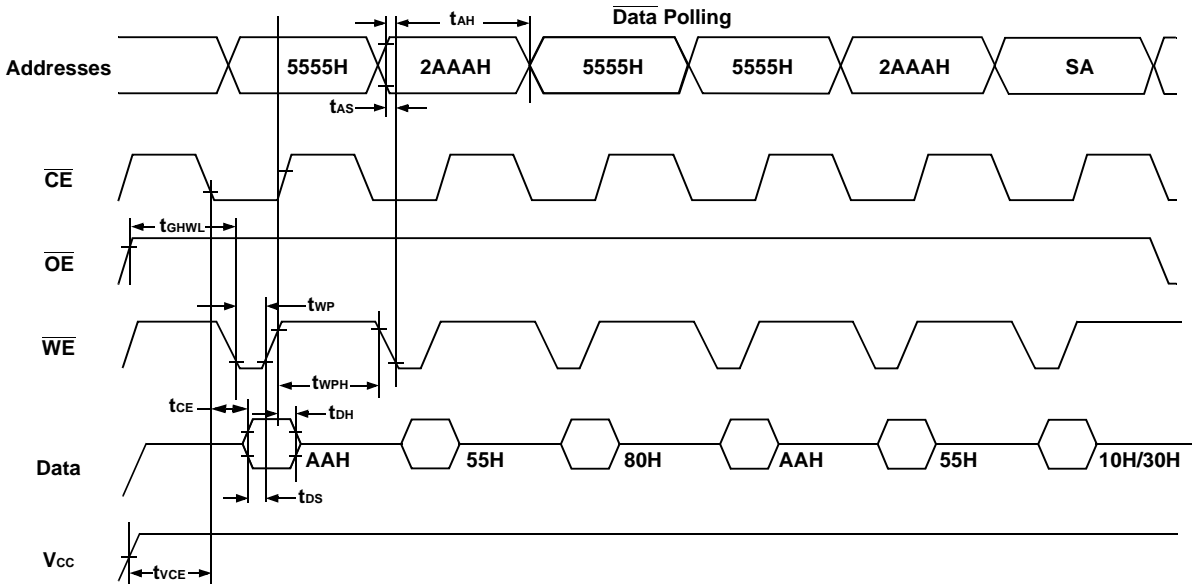 tAH
Data Polling
Addresses
5555H
2AAAH
5555H
5555H
2AAAH
SA
tAS
CE
tGHWL
OE
tWP
WE
tWPH
tCE
tDH
Data
AAH
55H
80H
AAH
55H
10H/30H
tDS
VCC
tVCE